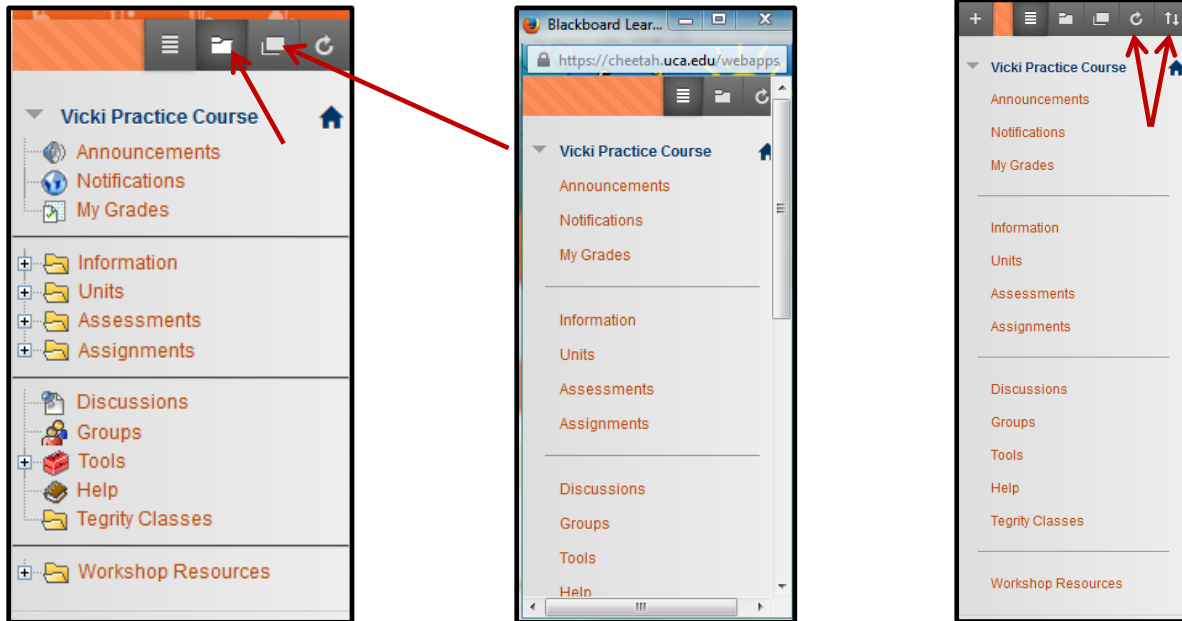 Vicki Practice Course
Announcements
Notifications
My Grades
Information
Units
Assessments
Assignments
Discussions
Groups
Tools
Help
Tegrity Classes
Workshop Resources
Blackboard Lear...
https://cheetah.uca.edu/webapps
Vicki Practice Course
Announcements
Notifications
My Grades
Information
Units
Assessments
Assignments
Discussions
Groups
Tools
Help
Vicki Practice Course
Announcements
Notifications
My Grades
Information
Units
Assessments
Assignments
Discussions
Groups
Tools
Help
Tegrity Classes
Workshop Resources